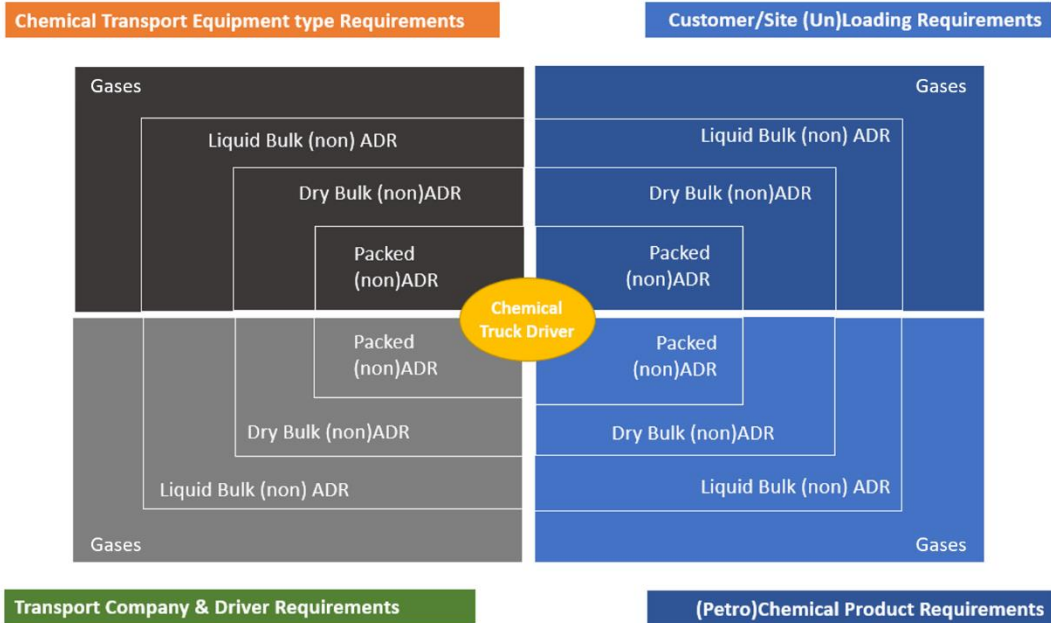 Chemical Transport Equipment type Requirements
Customer/Site (Un)Loading Requirements
Gases
Gases
Liquid Bulk (non) ADR
Liquid Bulk (non) ADR
Dry Bulk (non)ADR
Dry Bulk (non)ADR
Packed
(non)ADR
Packed
(non)ADR
Chemical
Truck Driver
Packed
(non)ADR
Packed
(non)ADR
Dry Bulk (non)ADR
Dry Bulk (non)ADR
Liquid Bulk (non) ADR
Liquid Bulk (non) ADR
Gases
Gases
Transport Company & Driver Requirements
(Petro)Chemical Product Requirements